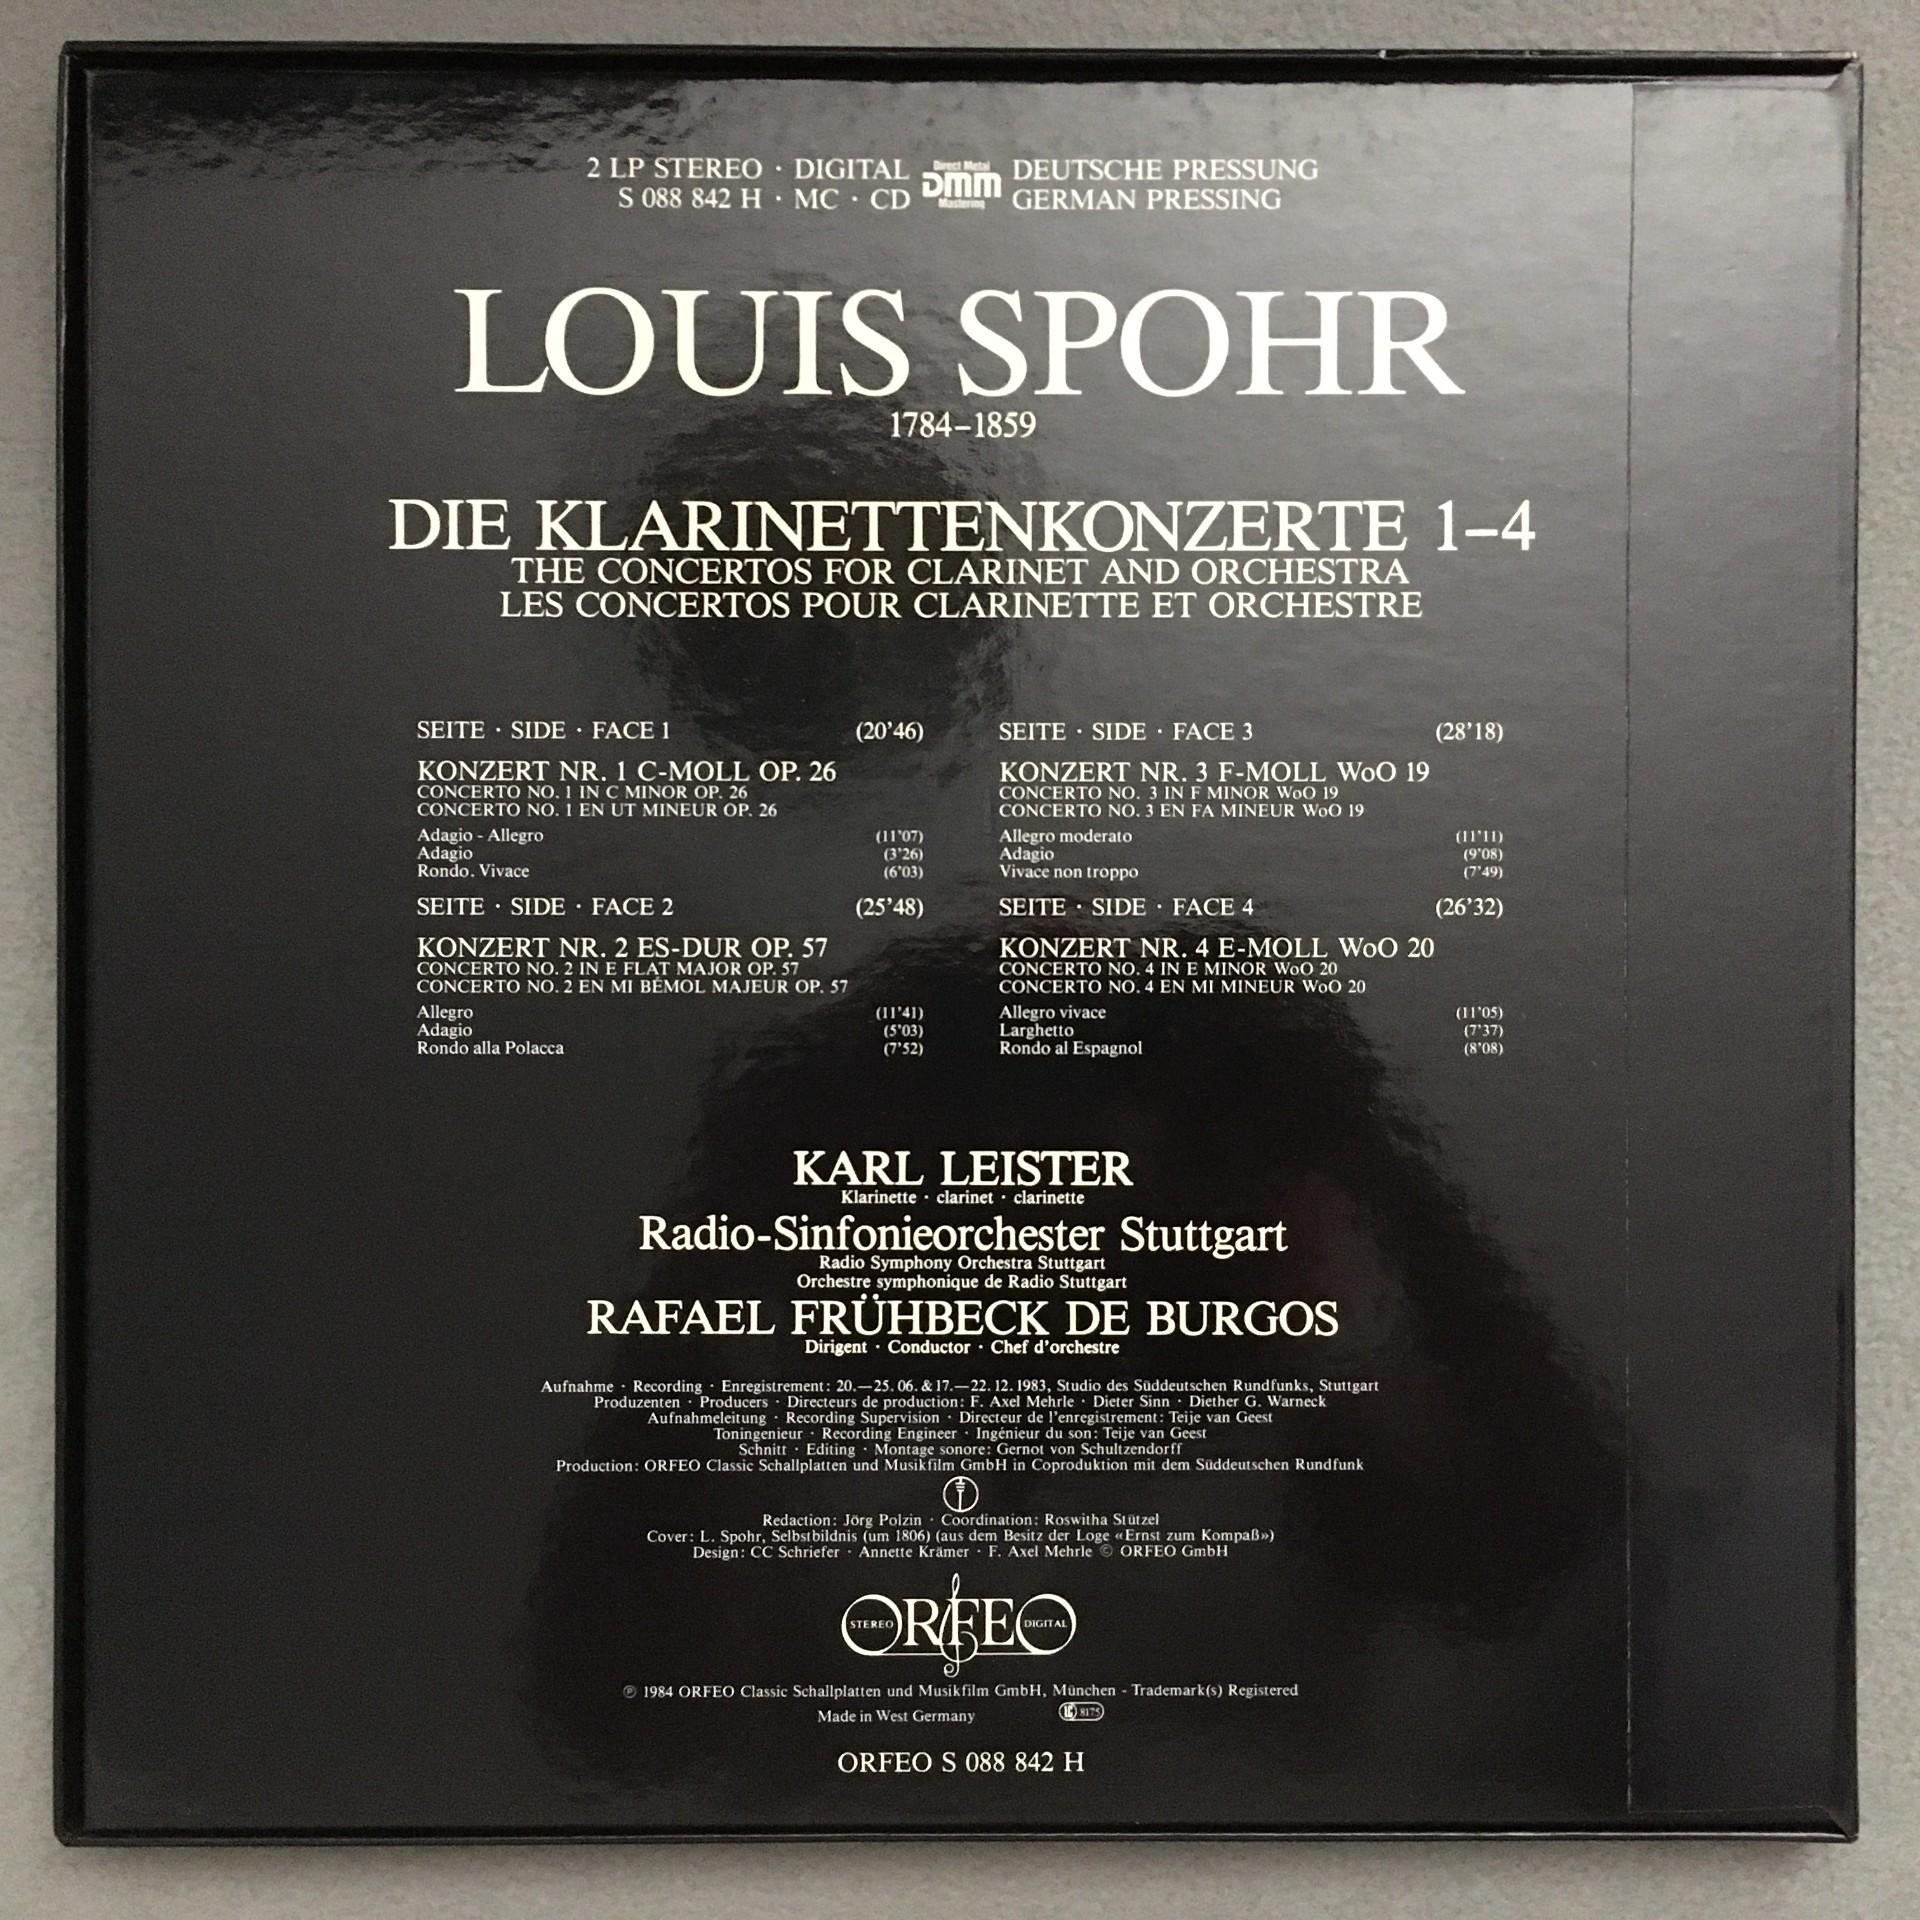 2 LP STEREO · DIGITAL
S 088 842 H · MC · CD
Direct Metal
DMM
Mastering
DEUTSCHE PRESSUNG
GERMAN PRESSING
LOUIS SPOHR
1784–1859
DIE KLARINETTENKONZERTE 1–4
THE CONCERTOS FOR CLARINET AND ORCHESTRA
LES CONCERTOS POUR CLARINETTE ET ORCHESTRE
SEITE · SIDE · FACE 1 (20'46)
KONZERT NR. 1 C-MOLL OP. 26
CONCERTO NO. 1 IN C MINOR OP. 26
CONCERTO NO. 1 EN UT MINEUR OP. 26
Adagio - Allegro (11'07)
Adagio (3'26)
Rondo. Vivace (6'03)
SEITE · SIDE · FACE 2 (25'48)
KONZERT NR. 2 ES-DUR OP. 57
CONCERTO NO. 2 IN E FLAT MAJOR OP. 57
CONCERTO NO. 2 EN MI BÉMOL MAJEUR OP. 57
Allegro (11'41)
Adagio (5'03)
Rondo alla Polacca (7'52)
SEITE · SIDE · FACE 3 (28'18)
KONZERT NR. 3 F-MOLL WoO 19
CONCERTO NO. 3 IN F MINOR WoO 19
CONCERTO NO. 3 EN FA MINEUR WoO 19
Allegro moderato (11'11)
Adagio (9'08)
Vivace non troppo (7'49)
SEITE · SIDE · FACE 4 (26'32)
KONZERT NR. 4 E-MOLL WoO 20
CONCERTO NO. 4 IN E MINOR WoO 20
CONCERTO NO. 4 EN MI MINEUR WoO 20
Allegro vivace (11'05)
Larghetto (7'37)
Rondo al Espagnol (8'08)
KARL LEISTER
Klarinette · clarinet · clarinette
Radio-Sinfonieorchester Stuttgart
Radio Symphony Orchestra Stuttgart
Orchestre symphonique de Radio Stuttgart
RAFAEL FRÜHBECK DE BURGOS
Dirigent · Conductor · Chef d'orchestre
Aufnahme · Recording · Enregistrement: 20.—25. 06. & 17.—22. 12. 1983, Studio des Süddeutschen Rundfunks, Stuttgart
Produzenten · Producers · Directeurs de production: F. Axel Mehrle · Dieter Sinn · Diether G. Warneck
Aufnahmeleitung · Recording Supervision · Directeur de l'enregistrement: Teije van Geest
Toningenieur · Recording Engineer · Ingénieur du son: Teije van Geest
Schnitt · Editing · Montage sonore: Gernot von Schultzendorff
Production: ORFEO Classic Schallplatten und Musikfilm GmbH in Coproduktion mit dem Süddeutschen Rundfunk
Redaction: Jörg Polzin · Coordination: Roswitha Stützel
Cover: L. Spohr, Selbstbildnis (um 1806) (aus dem Besitz der Loge «Ernst zum Kompaß»)
Design: CC Schriefer · Annette Krämer · F. Axel Mehrle © ORFEO GmbH
STEREO ORFEO DIGITAL
℗ 1984 ORFEO Classic Schallplatten und Musikfilm GmbH, München - Trademark(s) Registered
Made in West Germany LC 8175
ORFEO S 088 842 H